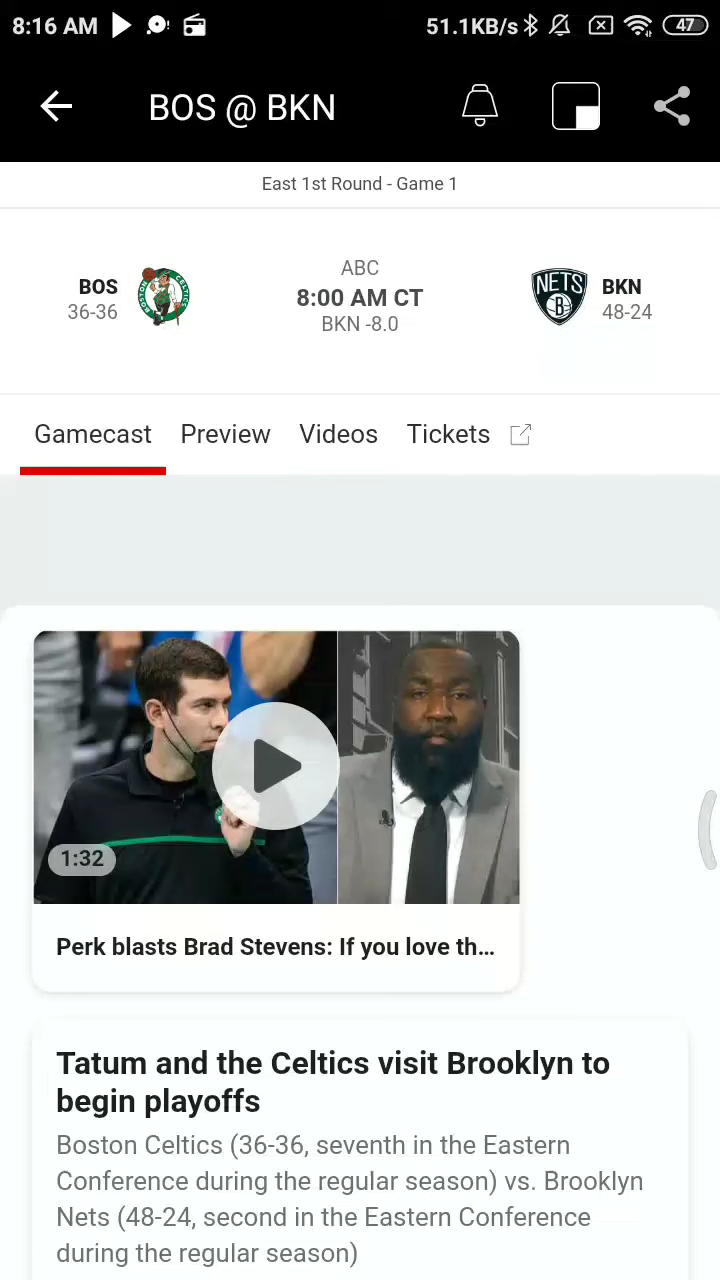 8:16 AM 51.1KB/s 47
BOS @ BKN
East 1st Round - Game 1
ABC
BOS 8:00 AM CT BKN
36-36 BKN -8.0 48-24
BOSTON CELTICS
NETS
B
Gamecast Preview Videos Tickets
1:32
Perk blasts Brad Stevens: If you love th...
Tatum and the Celtics visit Brooklyn to
begin playoffs
Boston Celtics (36-36, seventh in the Eastern
Conference during the regular season) vs. Brooklyn
Nets (48-24, second in the Eastern Conference
during the regular season)